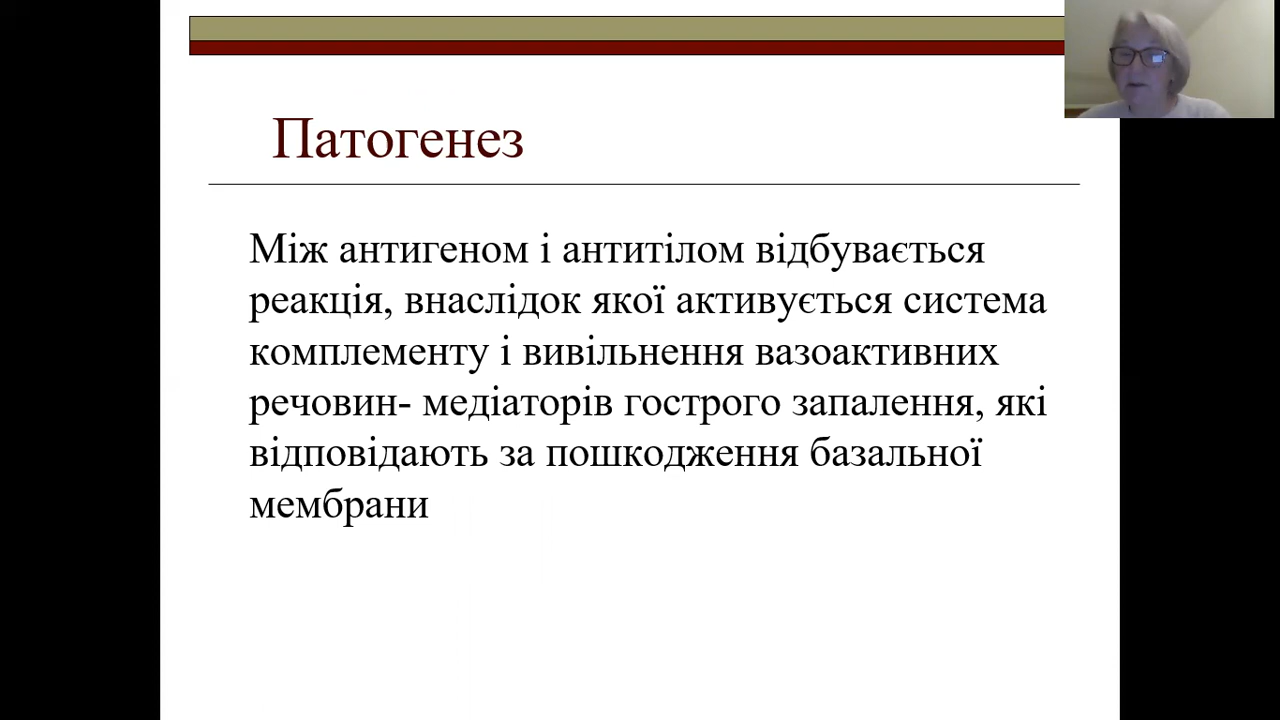 Патогенез
Між антигеном і антитілом відбувається
реакція, внаслідок якої активується система
комплементу і вивільнення вазоактивних
речовин- медіаторів гострого запалення, які
відповідають за пошкодження базальної
мембрани